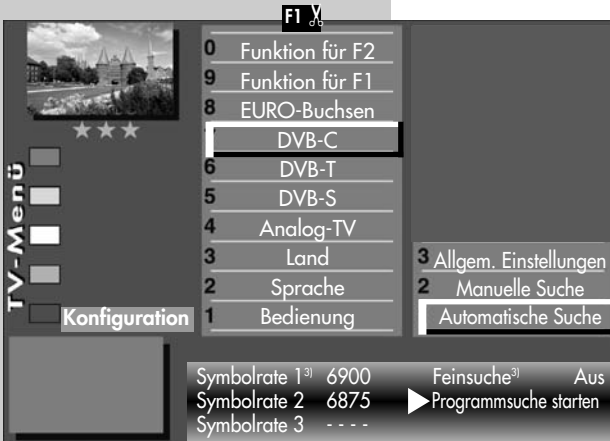 F1
0 Funktion für F2
9 Funktion für F1
8 EURO-Buchsen
DVB-C
6 DVB-T
5 DVB-S
4 Analog-TV
3 Land
2 Sprache
1 Bedienung
TV-Menü
Konfiguration
3 Allgem. Einstellungen
2 Manuelle Suche
Automatische Suche
Symbolrate 1³⁾ 6900 Feinsuche³⁾ Aus
Symbolrate 2 6875 Programmsuche starten
Symbolrate 3 - - - -